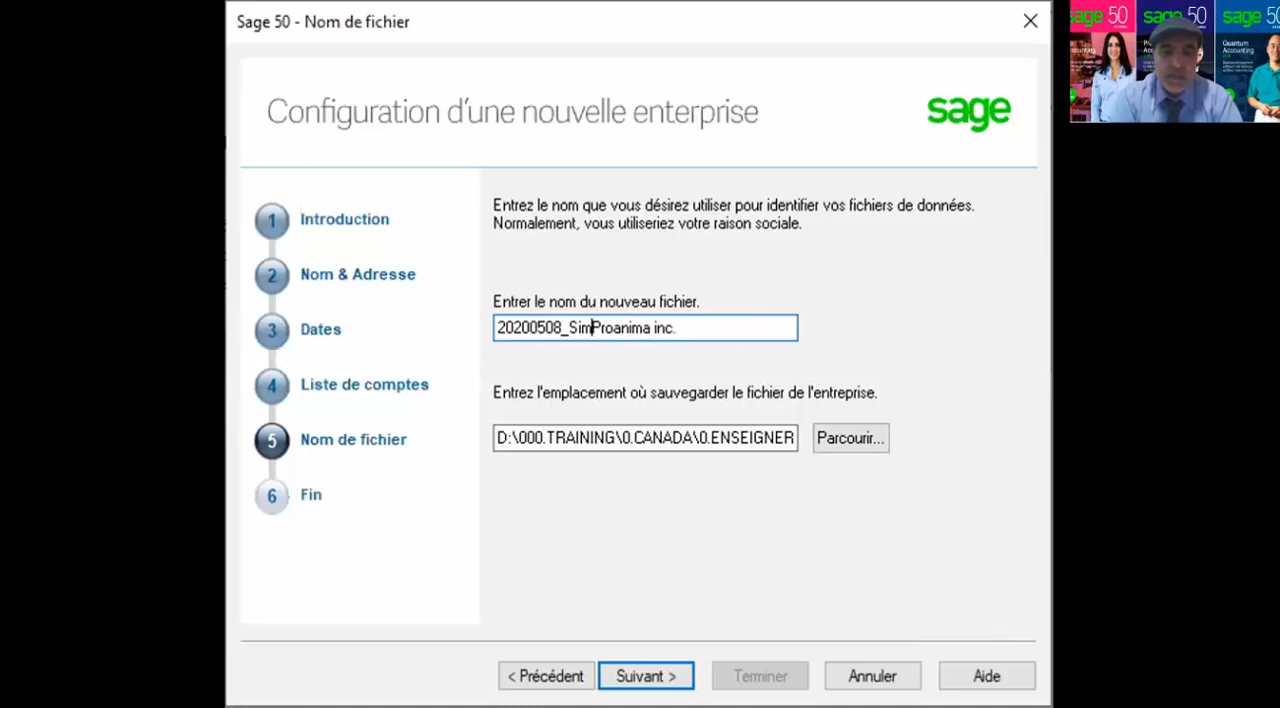 Sage 50 - Nom de fichier
Configuration d'une nouvelle enterprise
sage
1 Introduction
2 Nom & Adresse
3 Dates
4 Liste de comptes
5 Nom de fichier
6 Fin
Entrez le nom que vous désirez utiliser pour identifier vos fichiers de données.
Normalement, vous utiliseriez votre raison sociale.
Entrer le nom du nouveau fichier.
20200508_SimProanima inc.
Entrez l'emplacement où sauvegarder le fichier de l'entreprise.
D:\000.TRAINING\0.CANADA\0.ENSEIGNER
Parcourir...
< Précédent
Suivant >
Terminer
Annuler
Aide
sage 50
sage 50
sage 50
Quantum
Accounting